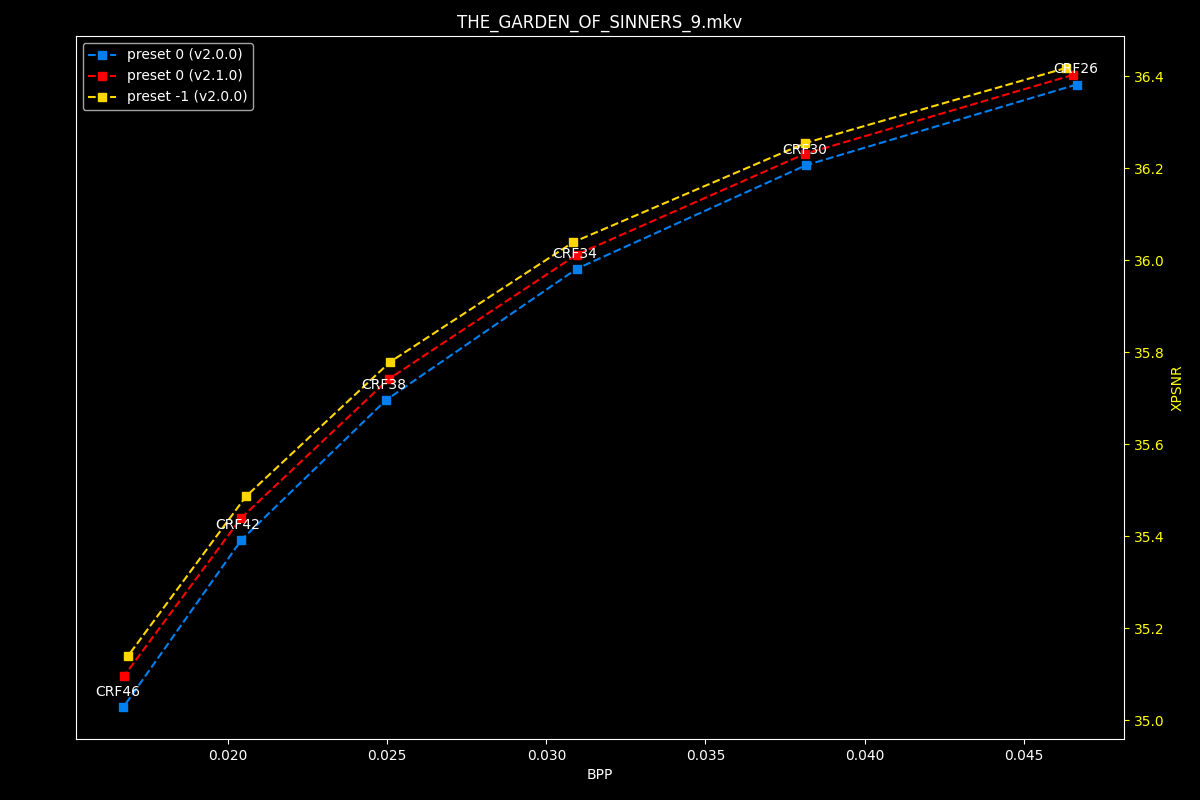 THE_GARDEN_OF_SINNERS_9.mkv
preset 0 (v2.0.0)
preset 0 (v2.1.0)
preset -1 (v2.0.0)
CRF26
CRF30
CRF34
CRF38
CRF42
CRF46
36.4
36.2
36.0
35.8
35.6
35.4
35.2
35.0
XPSNR
0.020 0.025 0.030 0.035 0.040 0.045
BPP